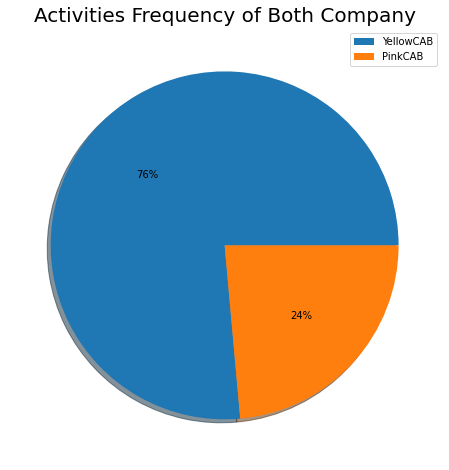 Activities Frequency of Both Company
YellowCAB
PinkCAB
76%
24%